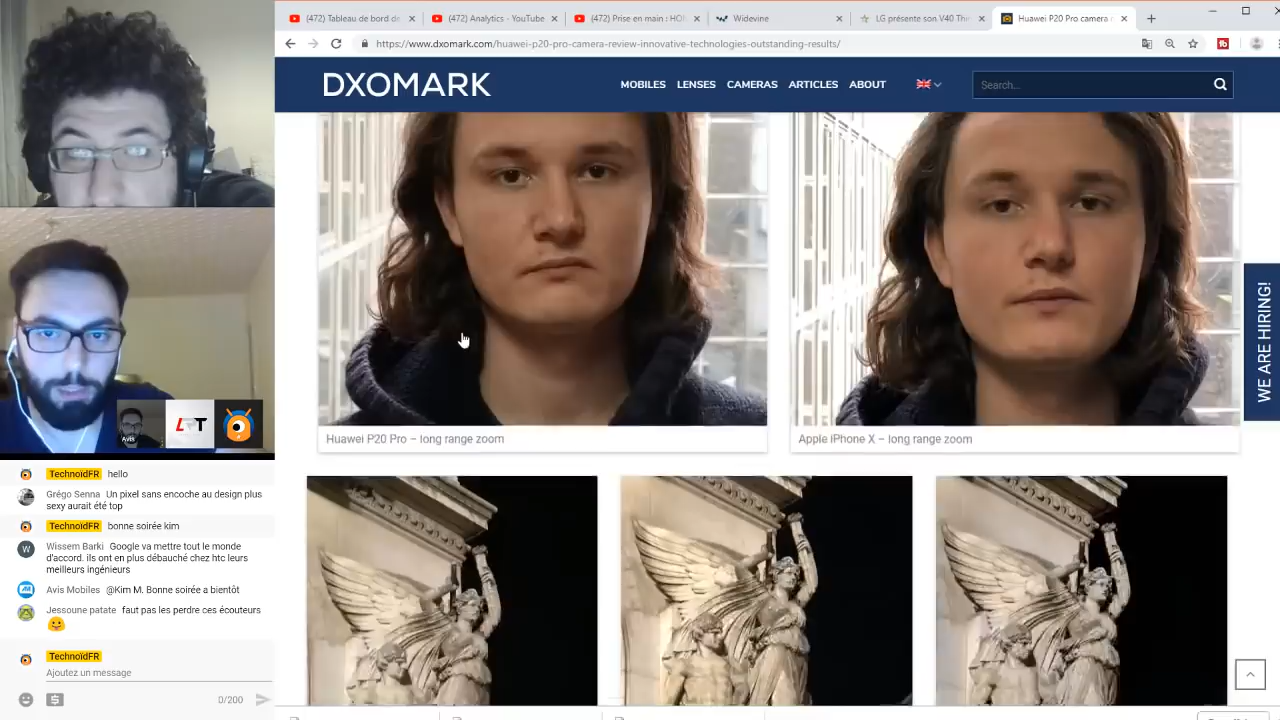 (472) Tableau de bord de
(472) Analytics - YouTube
(472) Prise en main : HO
Widevine
LG présente son V40 Thi
Huawei P20 Pro camera
https://www.dxomark.com/huawei-p20-pro-camera-review-innovative-technologies-outstanding-results/
DXOMARK
MOBILES LENSES CAMERAS ARTICLES ABOUT
Search...
WE ARE HIRING!
Huawei P20 Pro – long range zoom
Apple iPhone X – long range zoom
Avis
LRT
TechnoïdFR hello
Grégo Senna Un pixel sans encoche au design plus
sexy aurait été top
TechnoïdFR bonne soirée kim
W
Wissem Barki Google va mettre tout le monde
d'accord. ils ont en plus débauché chez htc leurs
meilleurs ingénieurs
Avis Mobiles @Kim M. Bonne soirée a bientôt
Jessoune patate faut pas les perdre ces écouteurs
TechnoïdFR
Ajoutez un message
0/200